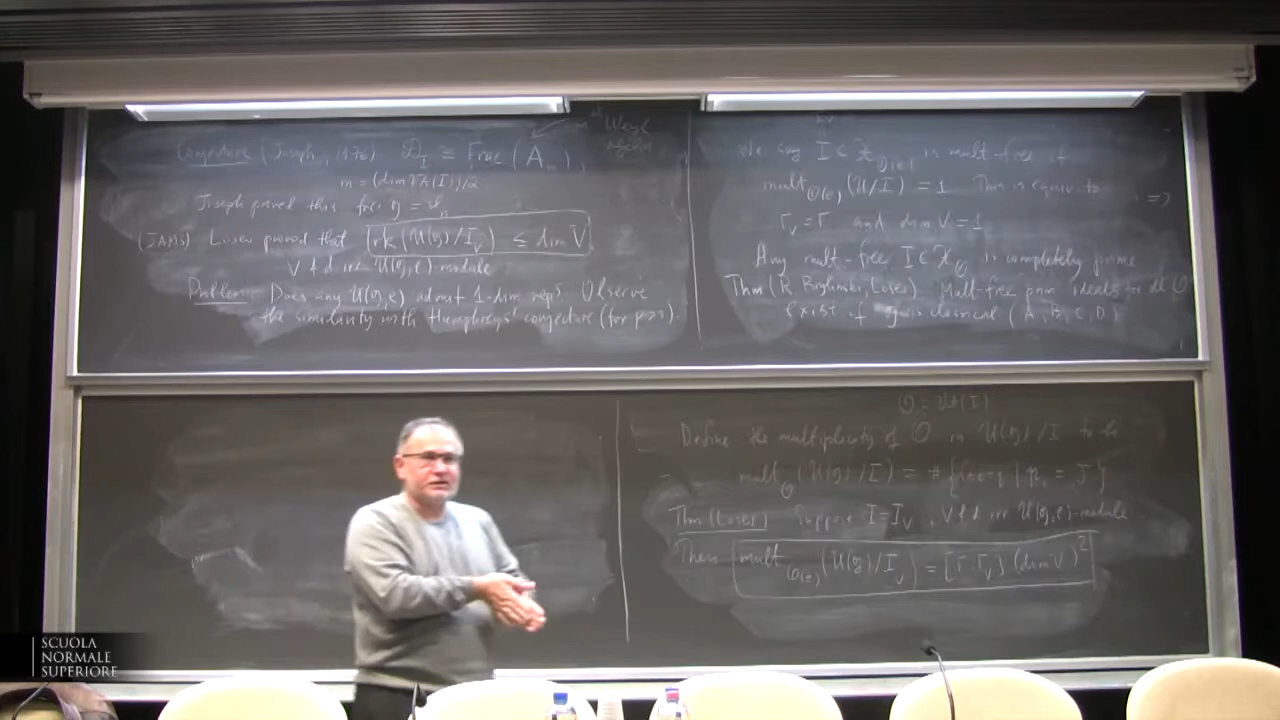 Conjecture (Joseph, 1976) D_I ≅ Frac (A_m),
m^th Weyl algebra
m = (dim VA(I))/2
Joseph proved this for g = sl_n
(JAMS) Losev proved that rk(U(g)/I_V) ≤ dim V
V f d irr U(g,e)-module
Problem: Does any U(g,e) admit 1-dim reps. Observe
the similarity with Humphreys' conjecture (for p>>1).
We say I ∈ X_O(e) is mult-free if
mult_O(e) (U/I) = 1 This is equiv. to =>
Γ_V = Γ and dim V = 1
Any mult-free I ∈ X_O is completely prime
Thm (R. Brylinski, Losev) Mult-free prim ideals for all O
exist if g is classical (A, B, C, D)
O = VA(I)
Define the multiplicity of O in U(g)/I to be
mult_O (U(g)/I) = #
Thm (Losev) Suppose I = I_V, V f d irr U(g,e)-module
Then mult_O(e) (U(g)/I_V) = [Γ:Γ_V] (dim V)^2
SCUOLA
NORMALE
SUPERIORE